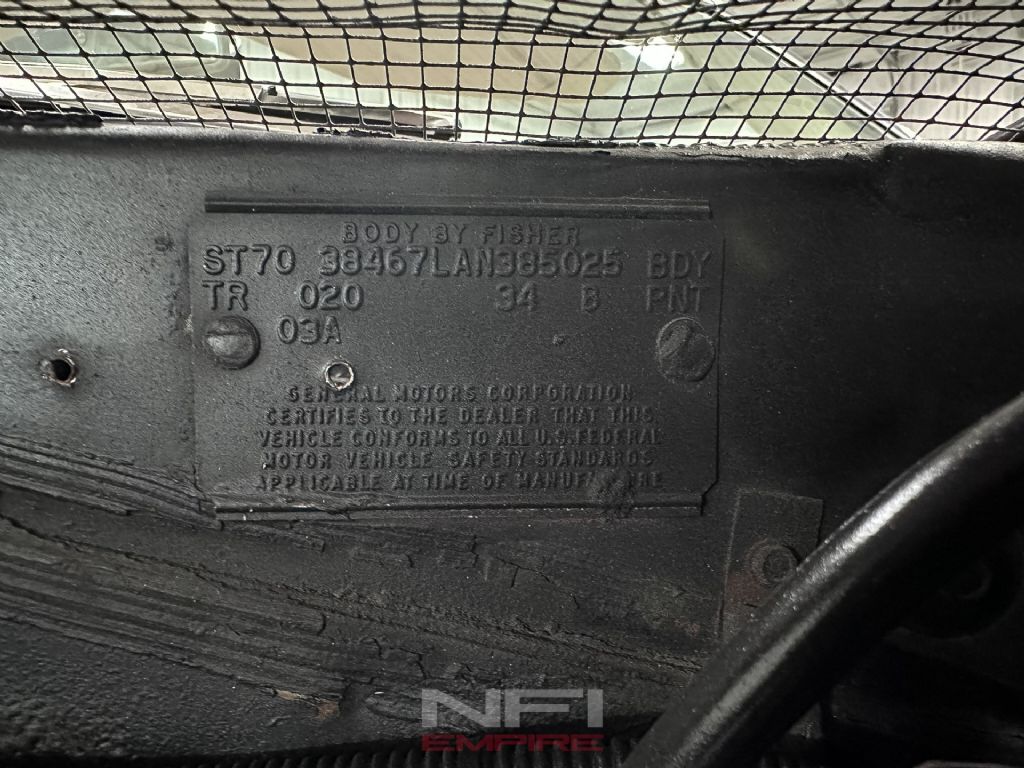 BODY BY FISHER
ST70 38467LAN385025 BDY
TR 020 34 B PNT
03A
GENERAL MOTORS CORPORATION
CERTIFIES TO THE DEALER THAT THIS
VEHICLE CONFORMS TO ALL U.S. FEDERAL
MOTOR VEHICLE SAFETY STANDARDS
APPLICABLE AT TIME OF MANUFACTURE
NFI
EMPIRE